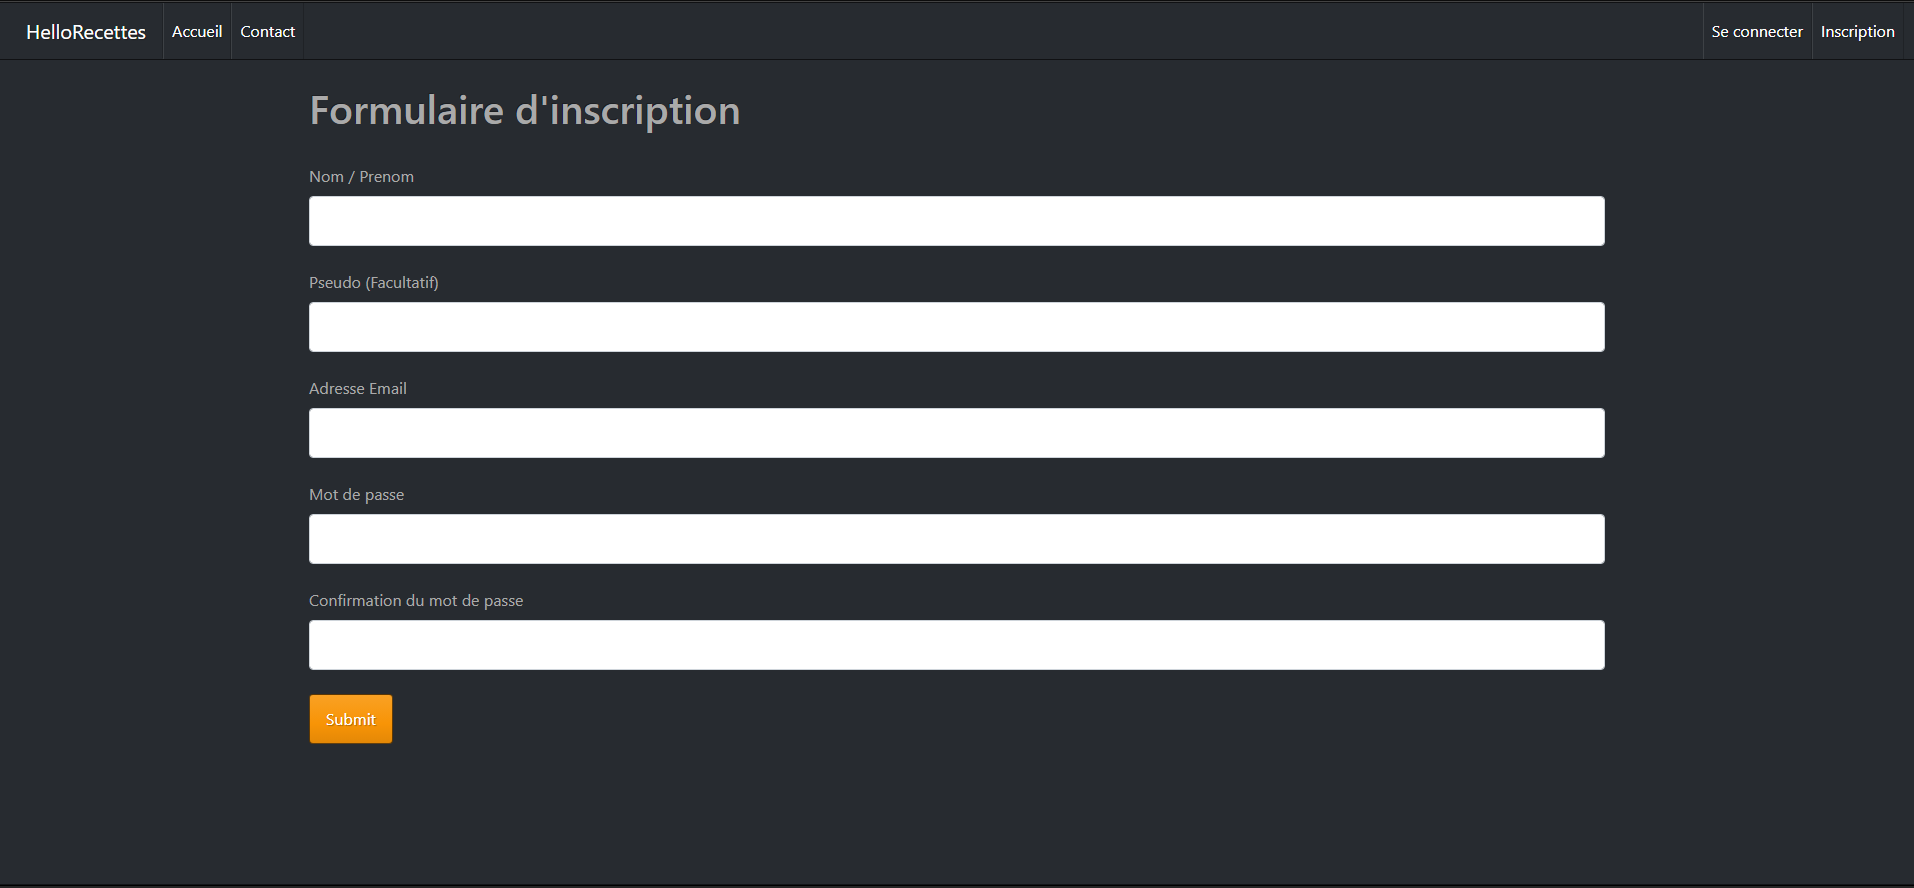 HelloRecettes Accueil Contact Se connecter Inscription
Formulaire d'inscription
Nom / Prenom
Pseudo (Facultatif)
Adresse Email
Mot de passe
Confirmation du mot de passe
Submit